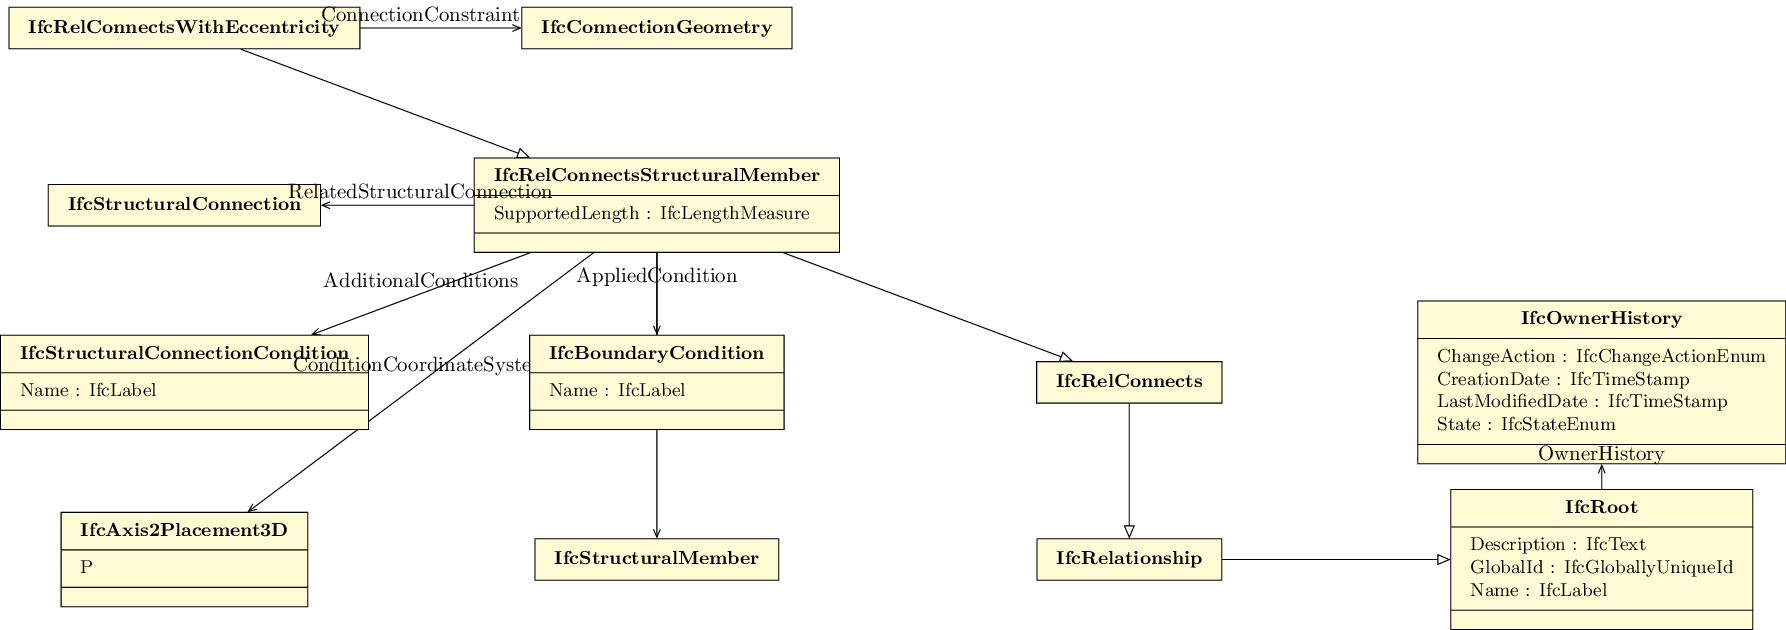 ConnectionConstraint
IfcRelConnectsWithEccentricity
IfcConnectionGeometry
IfcRelConnectsStructuralMember
SupportedLength : IfcLengthMeasure
RelatedStructuralConnection
IfcStructuralConnection
AdditionalConditions
AppliedCondition
IfcStructuralConnectionCondition
Name : IfcLabel
ConditionCoordinateSyste
IfcBoundaryCondition
Name : IfcLabel
IfcRelConnects
IfcOwnerHistory
ChangeAction : IfcChangeActionEnum
CreationDate : IfcTimeStamp
LastModifiedDate : IfcTimeStamp
State : IfcStateEnum
OwnerHistory
IfcAxis2Placement3D
P
IfcStructuralMember
IfcRelationship
IfcRoot
Description : IfcText
GlobalId : IfcGloballyUniqueId
Name : IfcLabel